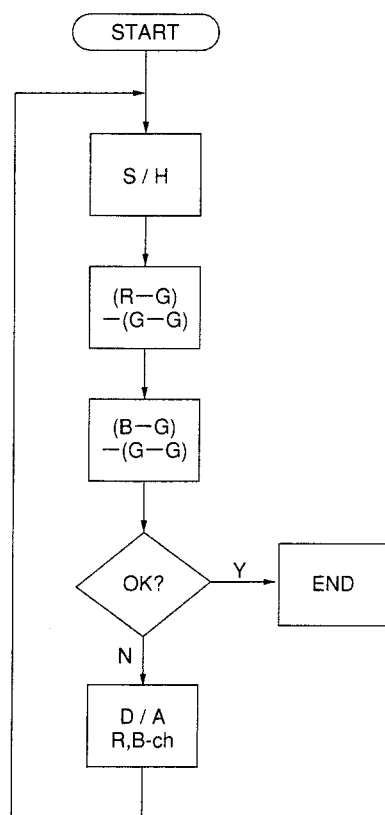 START
S / H
(R—G)
—(G—G)
(B—G)
—(G—G)
OK?
Y
END
N
D / A
R,B-ch